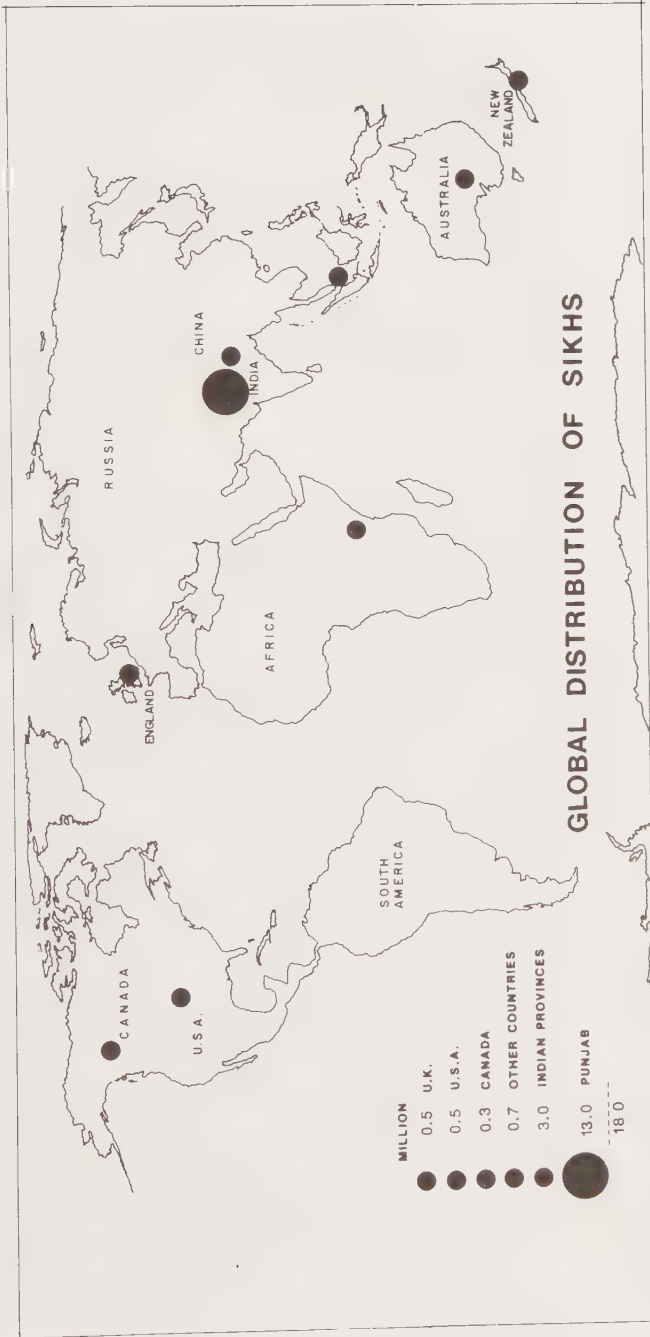 GLOBAL DISTRIBUTION OF SIKHS
CANADA
U.S.A.
SOUTH
AMERICA
ENGLAND
AFRICA
RUSSIA
CHINA
INDIA
AUSTRALIA
NEW
ZEALAND
MILLION
0.5 U.K.
0.5 U.S.A.
0.3 CANADA
0.7 OTHER COUNTRIES
3.0 INDIAN PROVINCES
13.0 PUNJAB
18 0